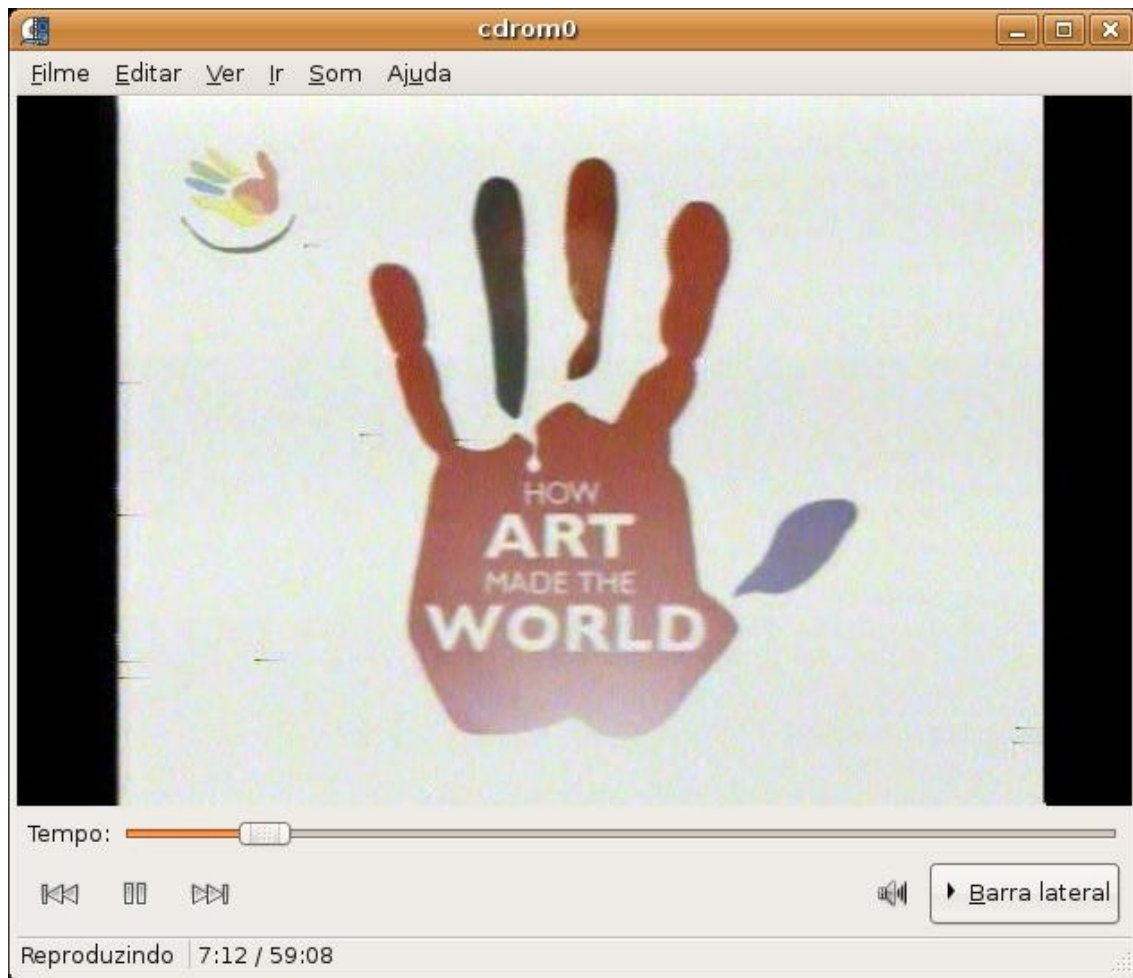 cdrom0
Filme Editar Ver Ir Som Ajuda
HOW
ART
MADE THE
WORLD
Tempo:
Barra lateral
Reproduzindo 7:12 / 59:08